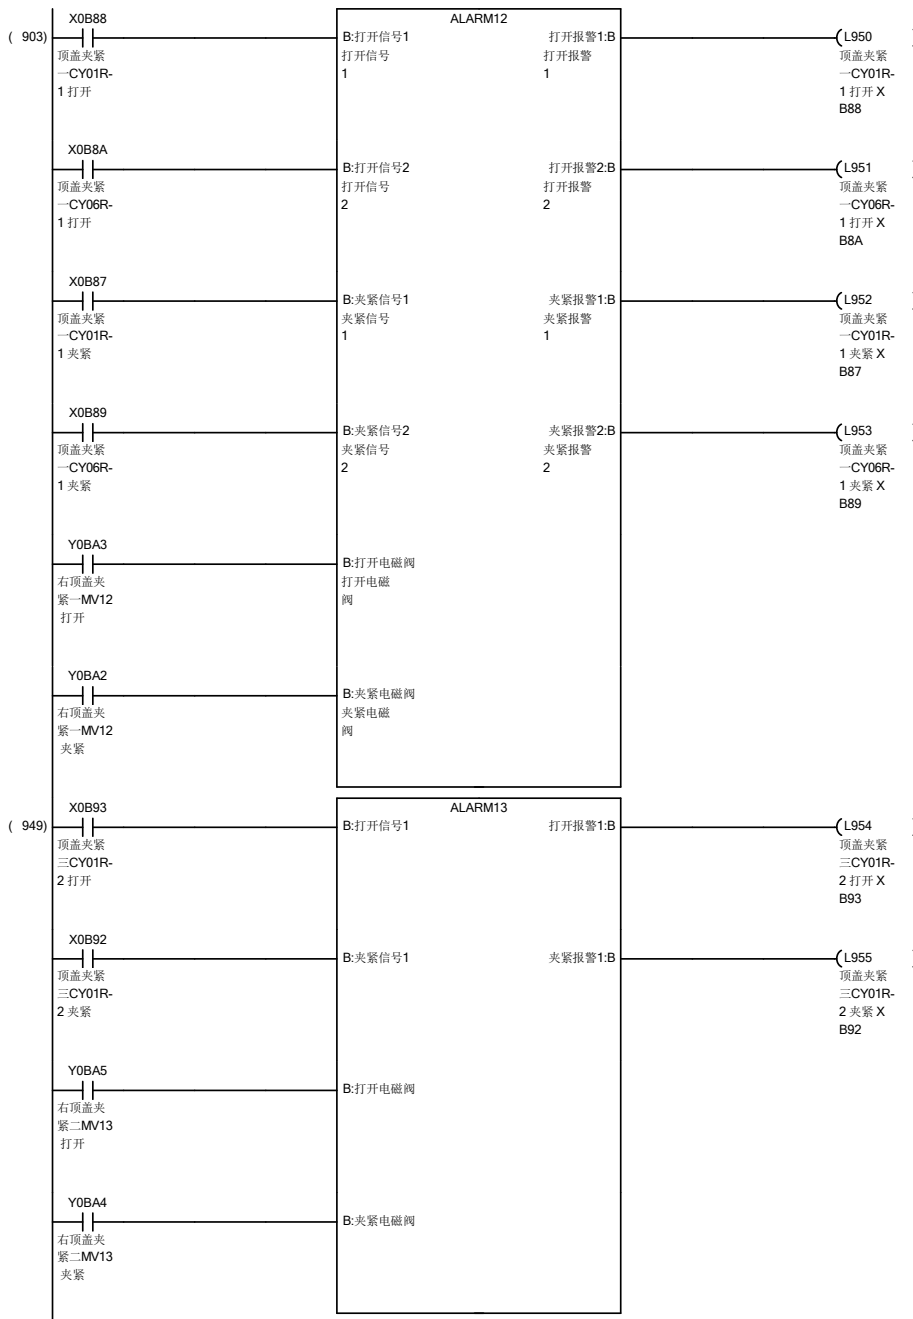 X0B88
ALARM12
( 903)
B:打开信号1
打开报警1:B
L950
顶盖夹紧
一CY01R-
1 打开
打开信号
1
打开报警
1
顶盖夹紧
一CY01R-
1 打开 X
B88
X0B8A
B:打开信号2
打开报警2:B
L951
顶盖夹紧
一CY06R-
1 打开
打开信号
2
打开报警
2
顶盖夹紧
一CY06R-
1 打开 X
B8A
X0B87
B:夹紧信号1
夹紧报警1:B
L952
顶盖夹紧
一CY01R-
1 夹紧
夹紧信号
1
夹紧报警
1
顶盖夹紧
一CY01R-
1 夹紧 X
B87
X0B89
B:夹紧信号2
夹紧报警2:B
L953
顶盖夹紧
一CY06R-
1 夹紧
夹紧信号
2
夹紧报警
2
顶盖夹紧
一CY06R-
1 夹紧 X
B89
Y0BA3
B:打开电磁阀
右顶盖夹
紧一MV12
打开
打开电磁
阀
Y0BA2
B:夹紧电磁阀
右顶盖夹
紧一MV12
夹紧
夹紧电磁
阀
X0B93
ALARM13
( 949)
B:打开信号1
打开报警1:B
L954
顶盖夹紧
三CY01R-
2 打开
顶盖夹紧
三CY01R-
2 打开 X
B93
X0B92
B:夹紧信号1
夹紧报警1:B
L955
顶盖夹紧
三CY01R-
2 夹紧
顶盖夹紧
三CY01R-
2 夹紧 X
B92
Y0BA5
B:打开电磁阀
右顶盖夹
紧二MV13
打开
Y0BA4
B:夹紧电磁阀
右顶盖夹
紧二MV13
夹紧